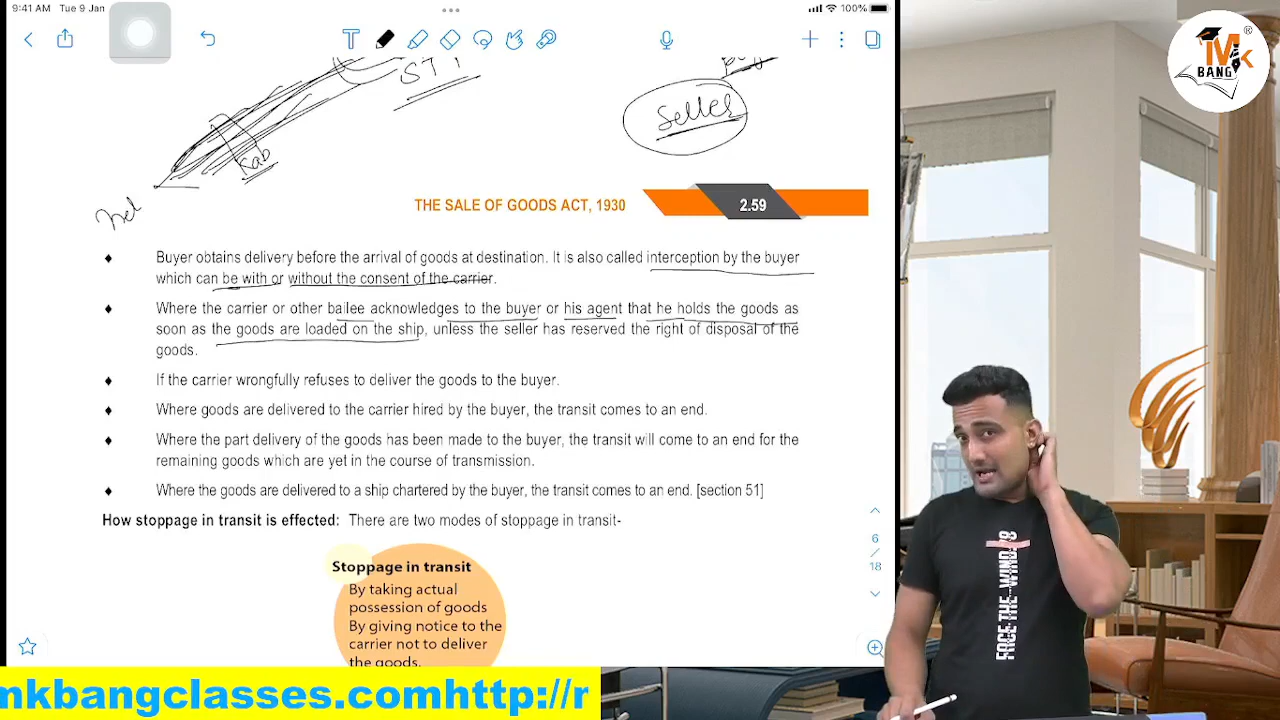 9:41 AM Tue 9 Jan
100%
STI
Seller
Sab
Del
MK
BANG
®
THE SALE OF GOODS ACT, 1930
2.59
♦ Buyer obtains delivery before the arrival of goods at destination. It is also called interception by the buyer
which can be with or without the consent of the carrier.
♦ Where the carrier or other bailee acknowledges to the buyer or his agent that he holds the goods as
soon as the goods are loaded on the ship, unless the seller has reserved the right of disposal of the
goods.
♦ If the carrier wrongfully refuses to deliver the goods to the buyer.
♦ Where goods are delivered to the carrier hired by the buyer, the transit comes to an end.
♦ Where the part delivery of the goods has been made to the buyer, the transit will come to an end for the
remaining goods which are yet in the course of transmission.
♦ Where the goods are delivered to a ship chartered by the buyer, the transit comes to an end. [section 51]
How stoppage in transit is effected: There are two modes of stoppage in transit-
Stoppage in transit
By taking actual
possession of goods
By giving notice to the
carrier not to deliver
the goods.
6
/
18
FACE THE WIND
mkbangclasses.comhttp://r